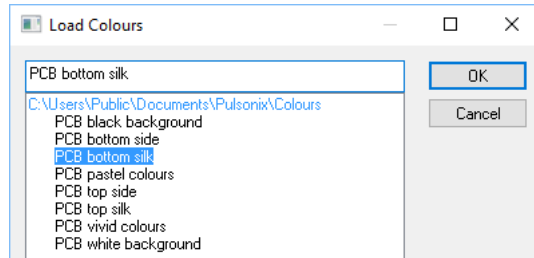 Load Colours
PCB bottom silk
OK
C:\Users\Public\Documents\Pulsonix\Colours
Cancel
PCB black background
PCB bottom side
PCB bottom silk
PCB pastel colours
PCB top side
PCB top silk
PCB vivid colours
PCB white background